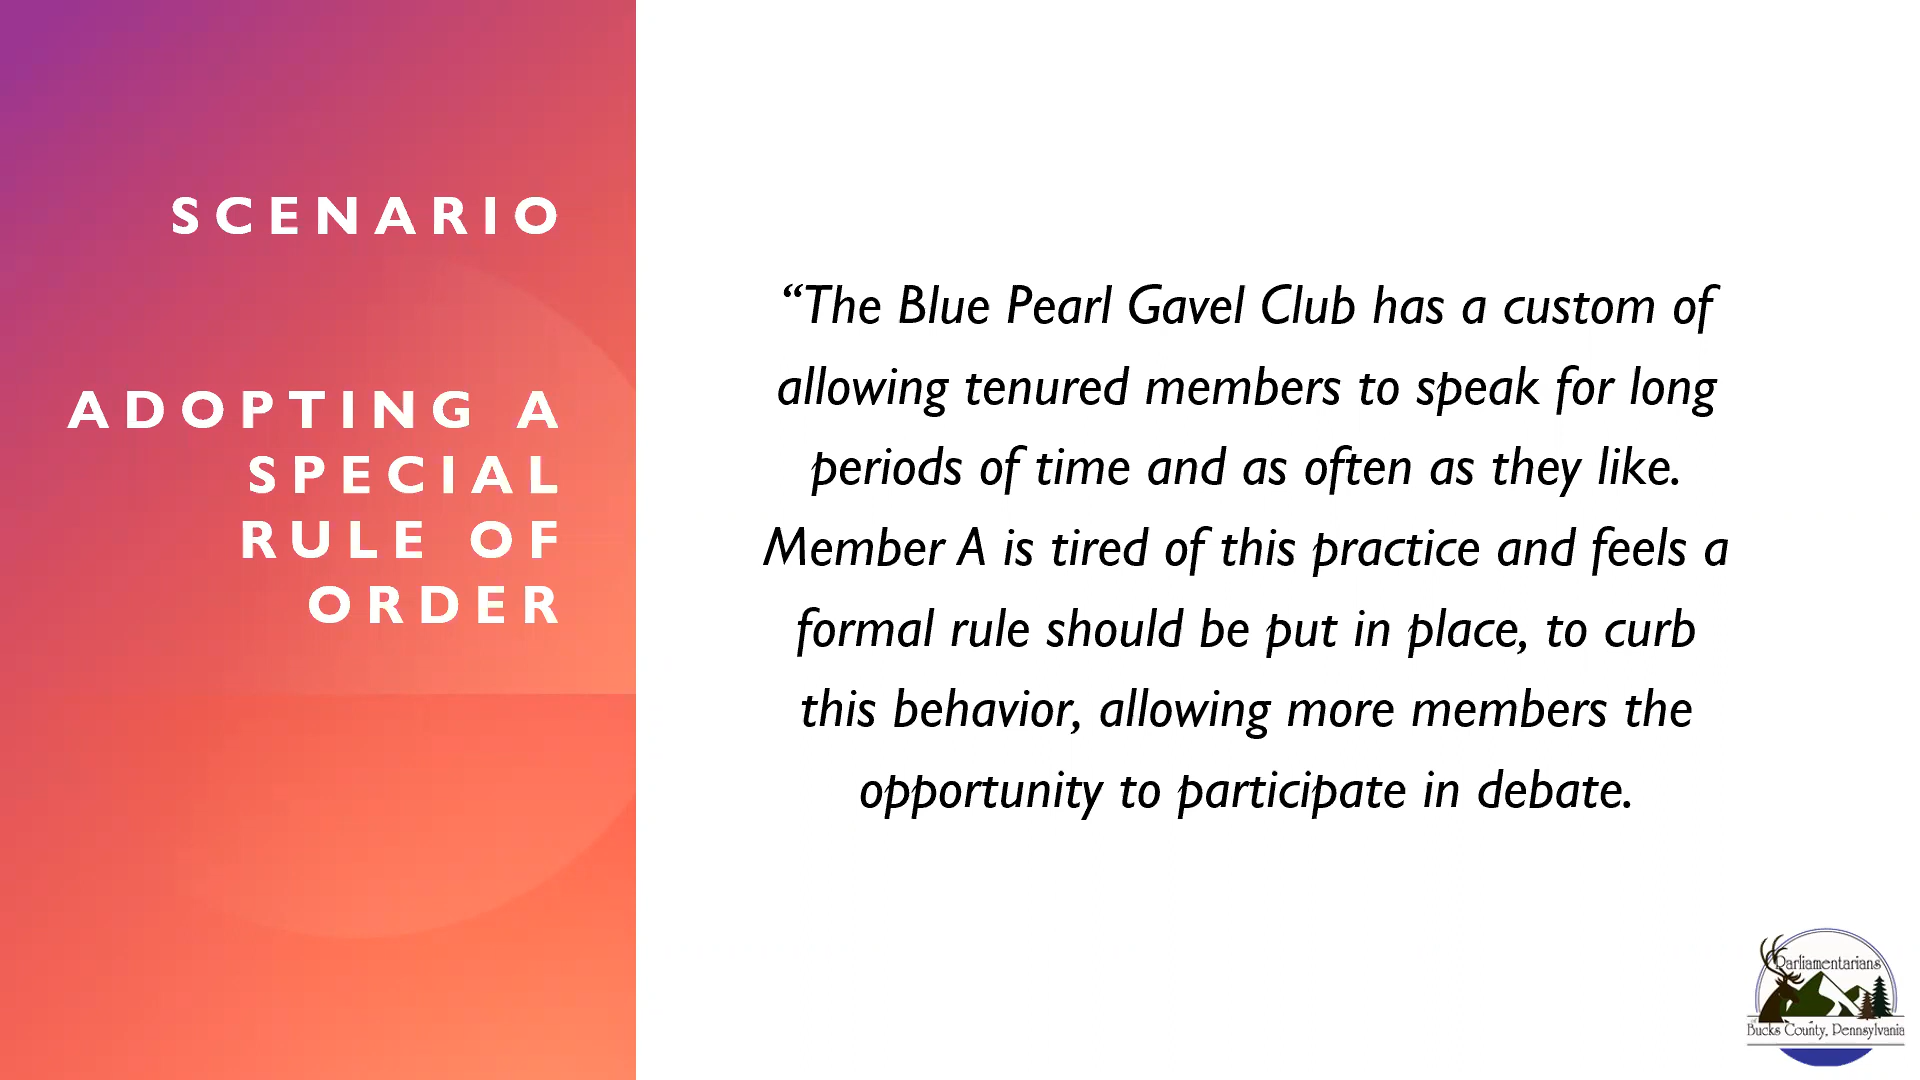 SCENARIO
ADOPTING A
SPECIAL
RULE OF
ORDER
“The Blue Pearl Gavel Club has a custom of
allowing tenured members to speak for long
periods of time and as often as they like.
Member A is tired of this practice and feels a
formal rule should be put in place, to curb
this behavior, allowing more members the
opportunity to participate in debate.
Parliamentarians
Bucks County, Pennsylvania